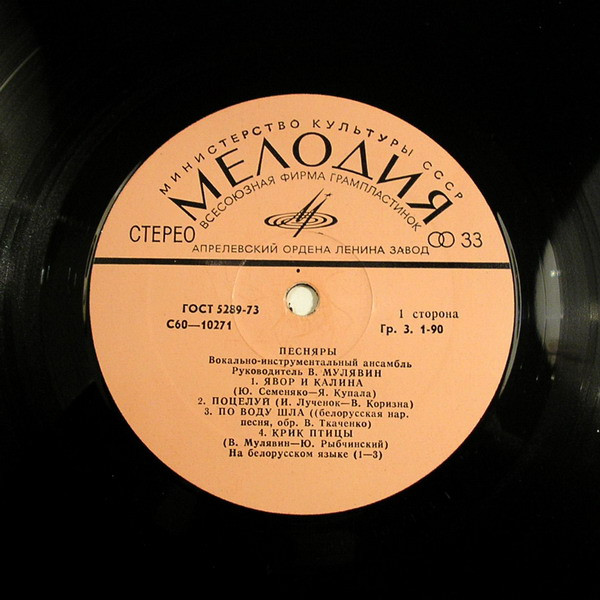 МИНИСТЕРСТВО КУЛЬТУРЫ СССР
МЕЛОДИЯ
ВСЕСОЮЗНАЯ ФИРМА ГРАМПЛАСТИНОК
СТЕРЕО
33
АПРЕЛЕВСКИЙ ОРДЕНА ЛЕНИНА ЗАВОД
ГОСТ 5289-73
1 сторона
С60—10271
Гр. 3. 1-90
ПЕСНЯРЫ
Вокально-инструментальный ансамбль
Руководитель В. МУЛЯВИН
1. ЯВОР И КАЛИНА
(Ю. Семеняко—Я. Купала)
2. ПОЦЕЛУЙ (И. Лученок—В. Коризна)
3. ПО ВОДУ ШЛА ((белорусская нар.
песня, обр. В. Ткаченко)
4. КРИК ПТИЦЫ
(В. Мулявин—Ю. Рыбчинский)
На белорусском языке (1—3)